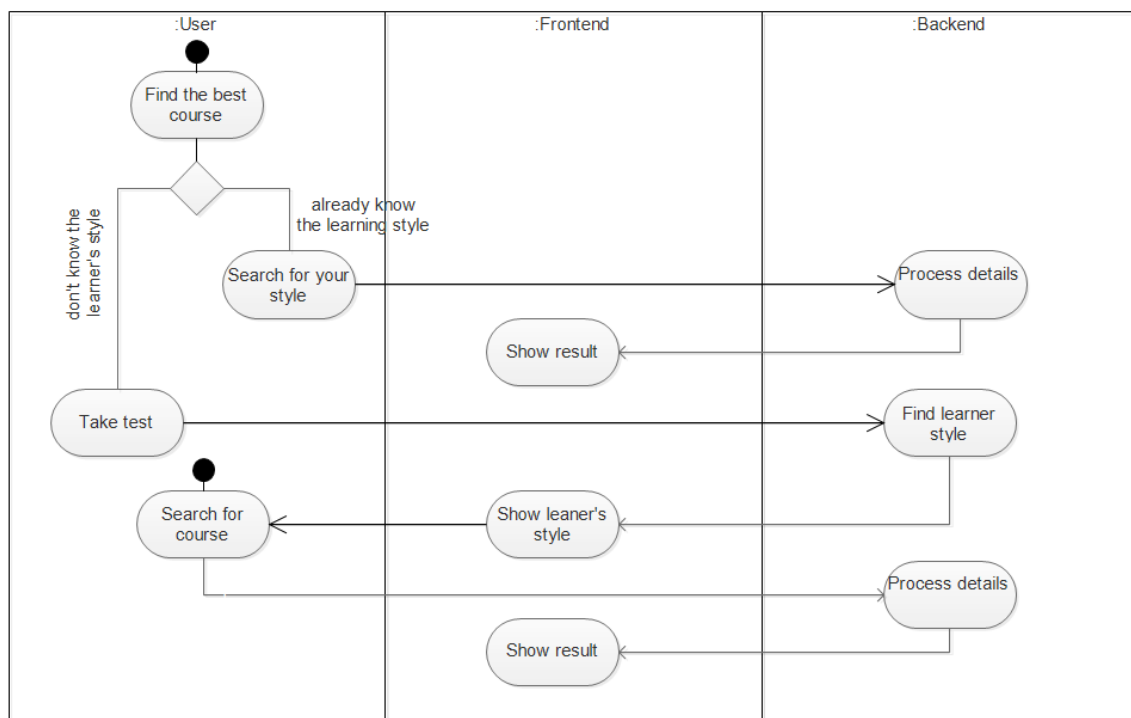 :User
:Frontend
:Backend
Find the best
course
don't know the
learner's style
already know
the learning style
Search for your
style
Process details
Show result
Take test
Find learner
style
Search for
course
Show leaner's
style
Process details
Show result